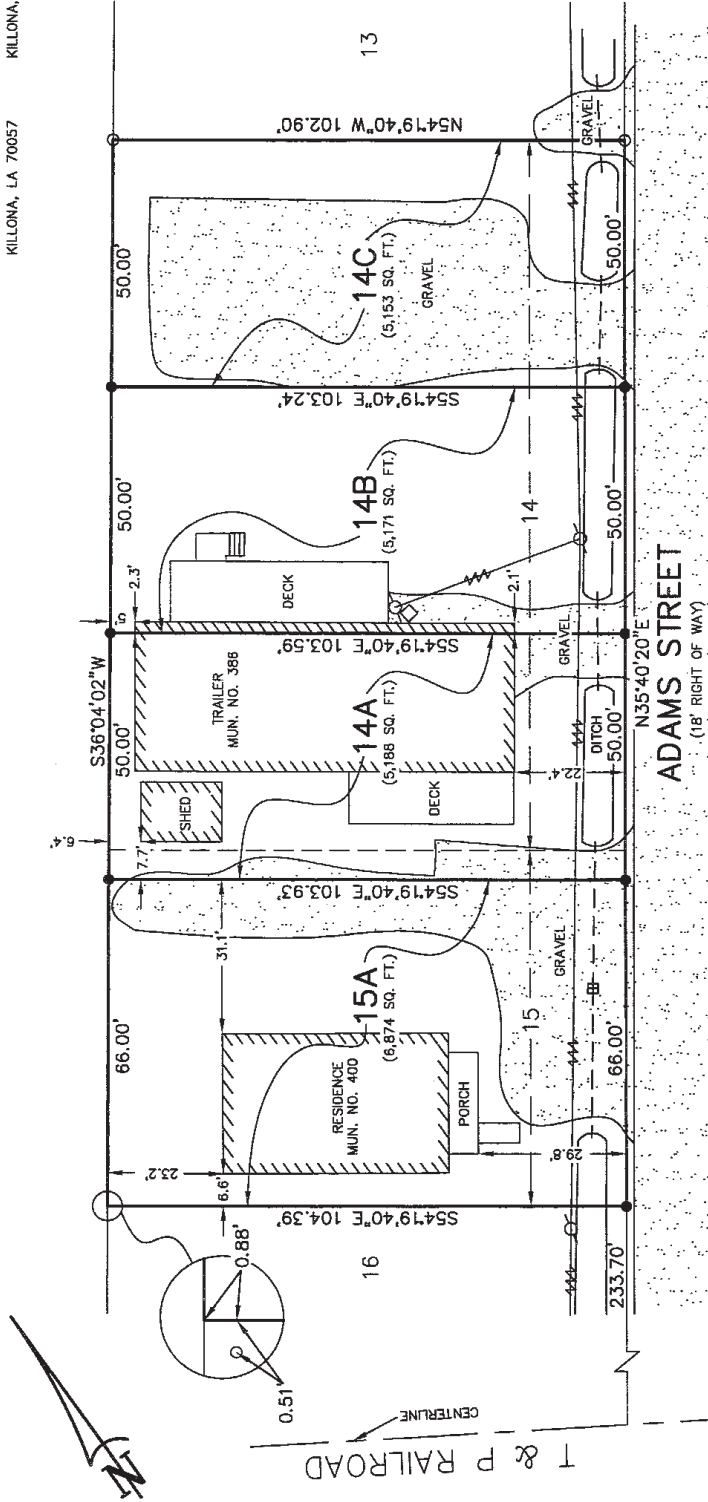 KILLONA, LA 70057
KILLONA,
13
N54°19'40"W 102.90'
50.00'
14C
(5,153 SQ. FT.)
GRAVEL
GRAVEL
50.00'
S54°19'40"E 103.24'
50.00'
14B
(5,171 SQ. FT.)
DECK
14
50.00'
2.3'
2.1'
S36°04'02"W
S54°19'40"E 103.59'
GRAVEL
N35°40'20"E
TRAILER
MUN. NO. 386
50.00'
14A
(5,188 SQ. FT.)
SHED
DECK
22.4'
DITCH
50.00'
6.4'
7.7'
S54°19'40"E 103.93'
31.1'
66.00'
15A
(6,874 SQ. FT.)
GRAVEL
15
RESIDENCE
MUN. NO. 400
PORCH
66.00'
23.2'
6.6'
29.8'
S54°19'40"E 104.39'
16
0.88'
0.51'
233.70'
ADAMS STREET
(18' RIGHT OF WAY)
N
CENTERLINE
T & P RAILROAD